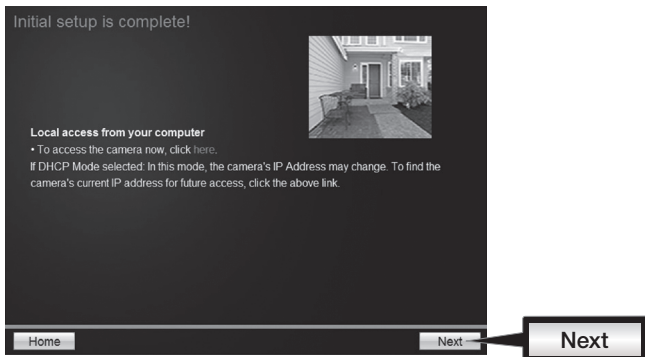 Initial setup is complete!
Local access from your computer
• To access the camera now, click here.
If DHCP Mode selected: In this mode, the camera's IP Address may change. To find the
camera's current IP address for future access, click the above link.
Home
Next
Next